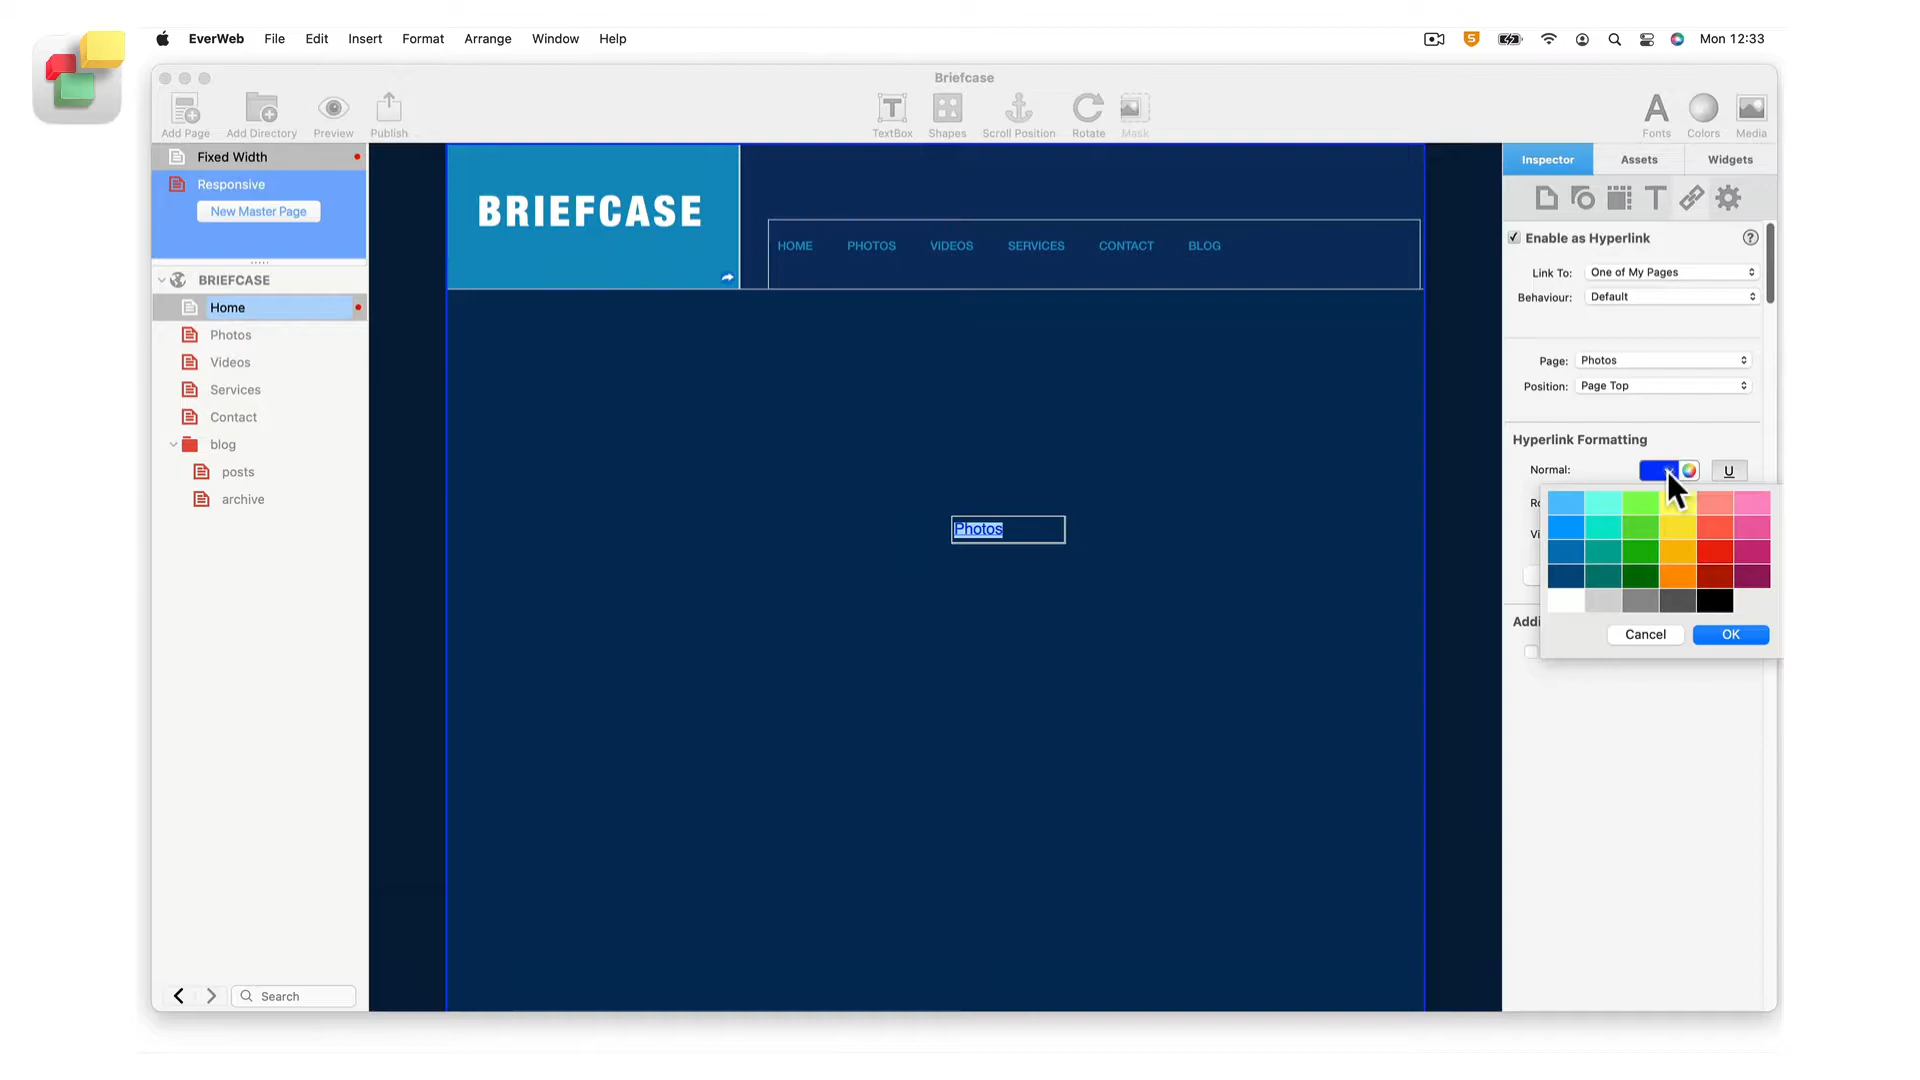 EverWeb File Edit Insert Format Arrange Window Help
S
Mon 12:33
Briefcase
Add Page Add Directory Preview Publish
T
TextBox Shapes Scroll Position Rotate Mask
A
Fonts Colors Media
Fixed Width
Responsive
New Master Page
BRIEFCASE
Home
Photos
Videos
Services
Contact
blog
posts
archive
Search
BRIEFCASE
HOME PHOTOS VIDEOS SERVICES CONTACT BLOG
Photos
Inspector Assets Widgets
T
Enable as Hyperlink ?
Link To: One of My Pages
Behaviour: Default
Page: Photos
Position: Page Top
Hyperlink Formatting
Normal: U
Ro
Vi
Addi
Cancel OK